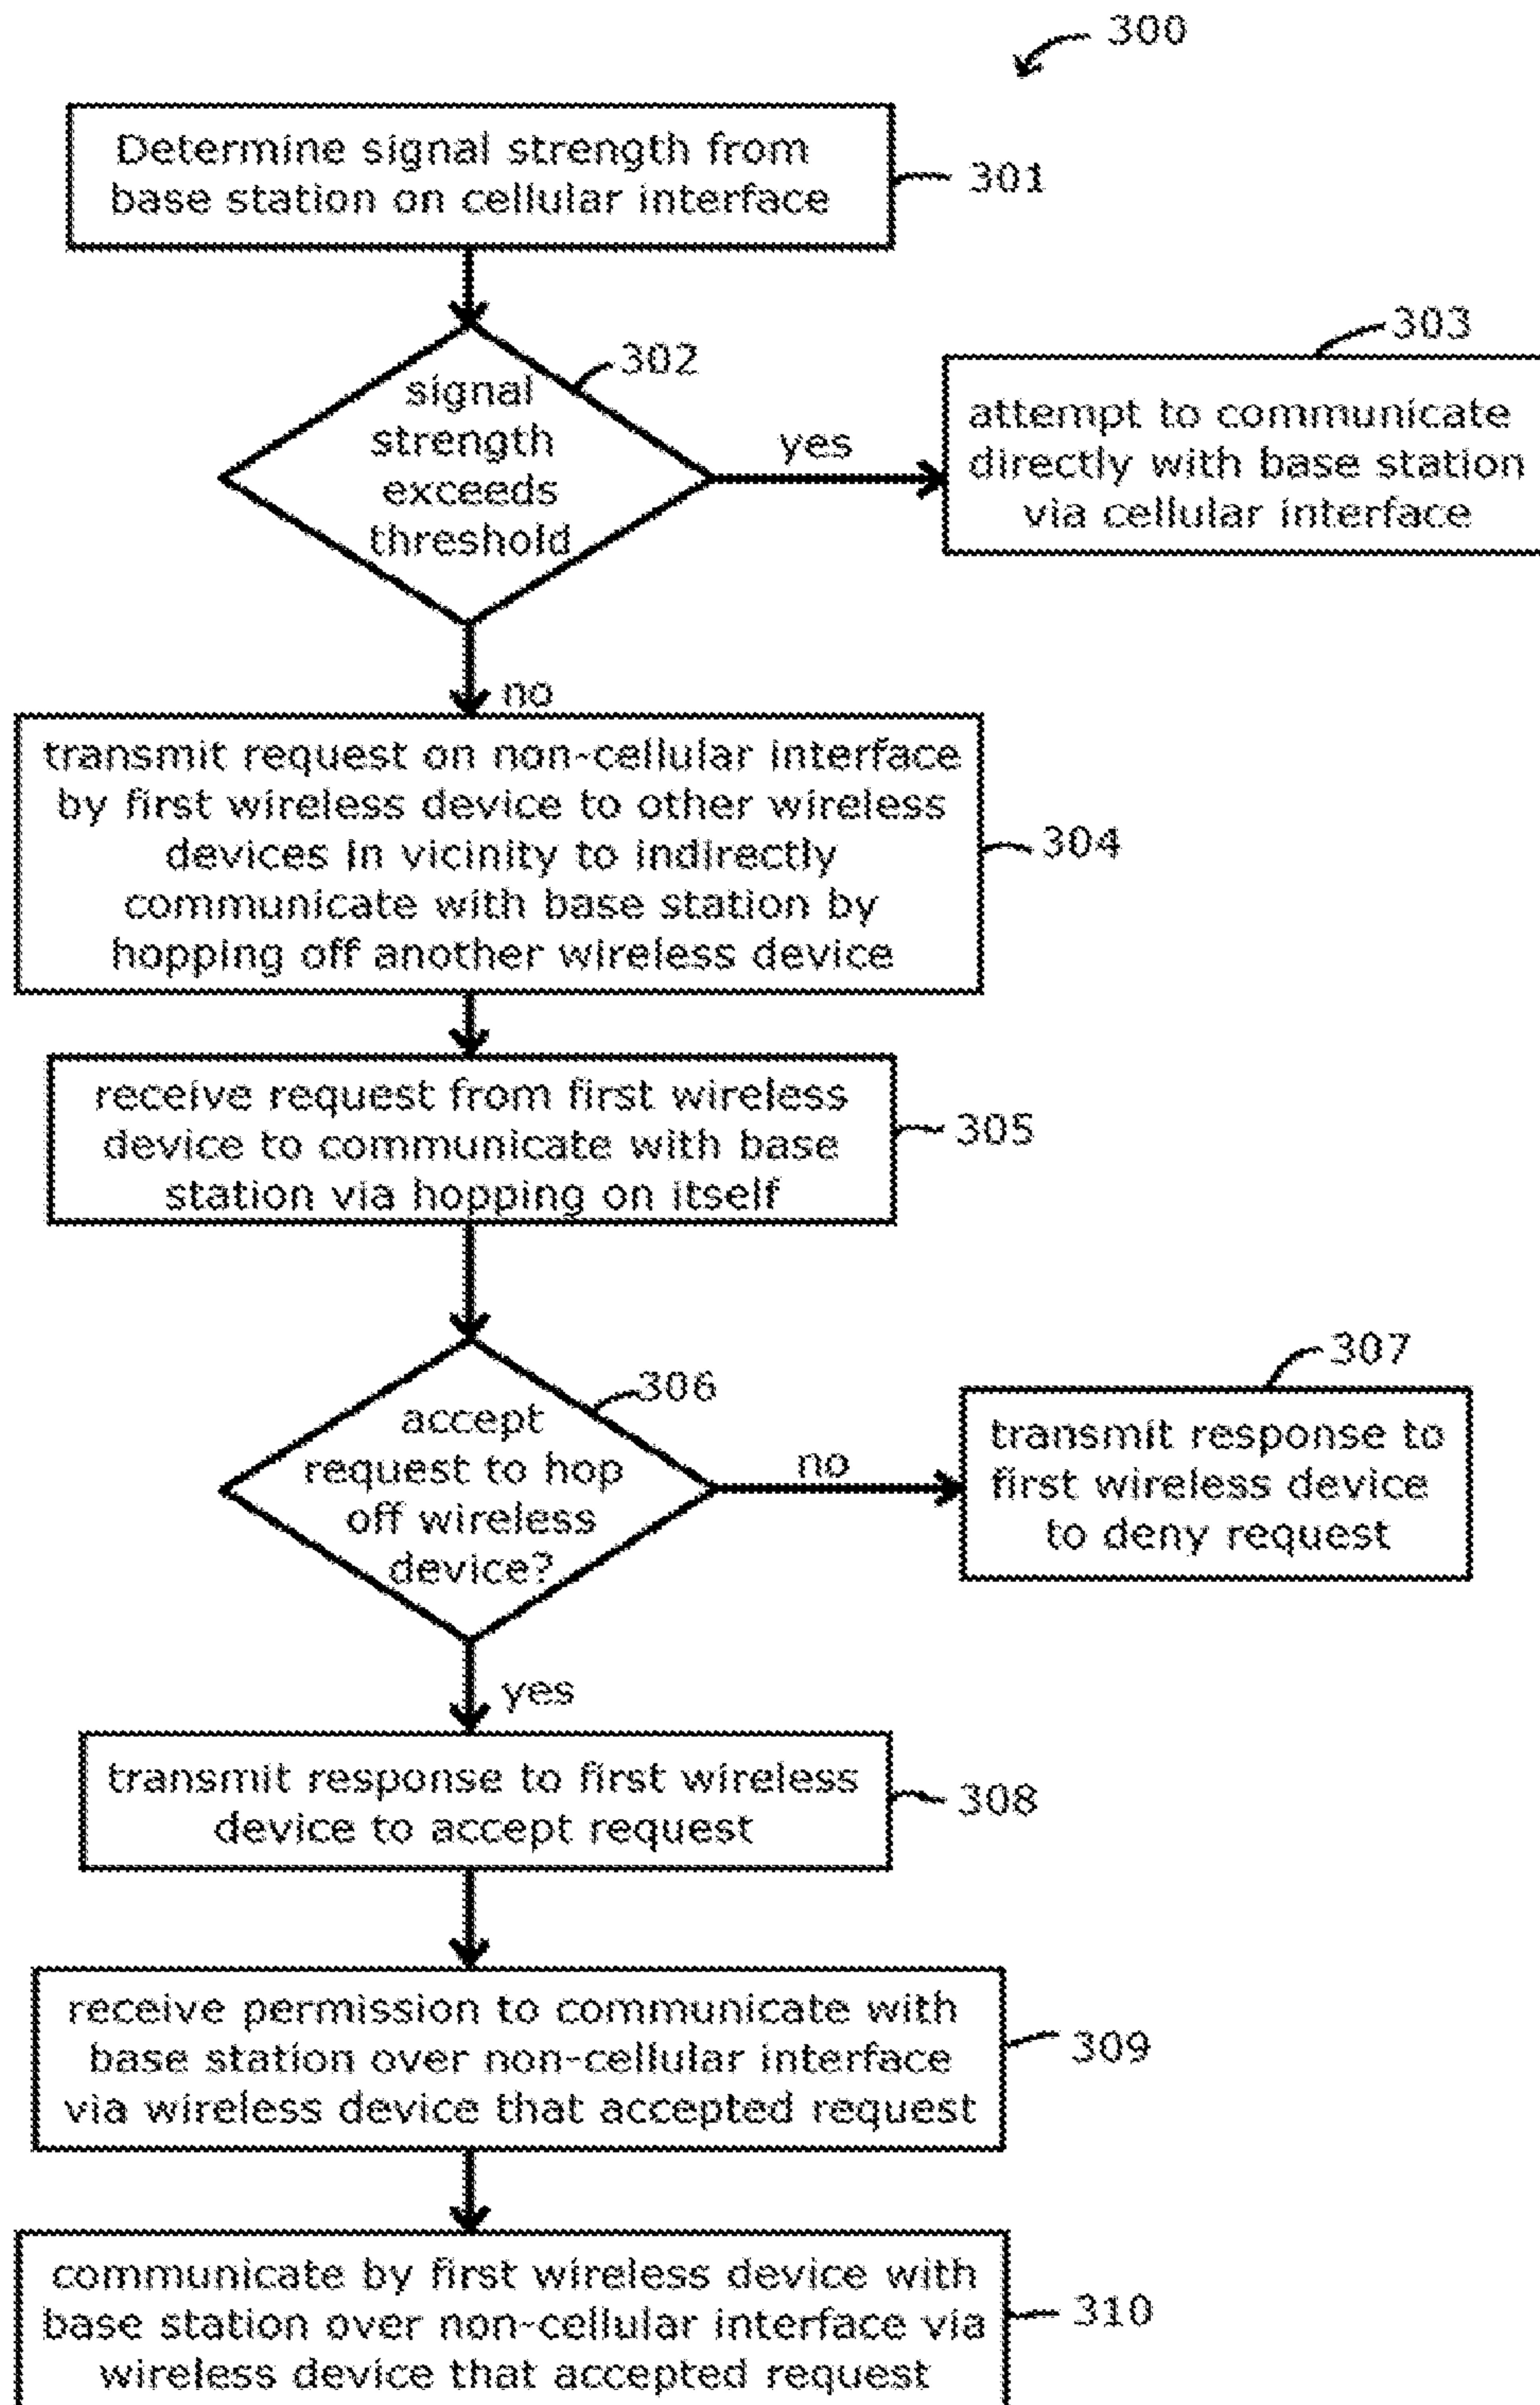 300
Determine signal strength from
base station on cellular interface
301
302
signal
strength
exceeds
threshold
yes
303
attempt to communicate
directly with base station
via cellular interface
no
transmit request on non-cellular interface
by first wireless device to other wireless
devices in vicinity to indirectly
communicate with base station by
hopping off another wireless device
304
receive request from first wireless
device to communicate with base
station via hopping on itself
305
306
accept
request to hop
off wireless
device?
no
307
transmit response to
first wireless device
to deny request
yes
transmit response to first wireless
device to accept request
308
receive permission to communicate with
base station over non-cellular interface
via wireless device that accepted request
309
communicate by first wireless device with
base station over non-cellular interface via
wireless device that accepted request
310